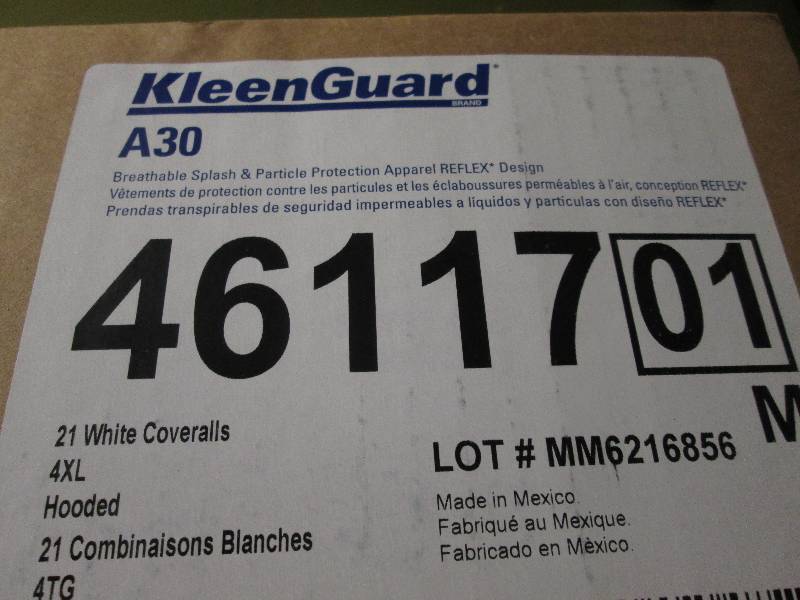 KleenGuard*
BRAND
A30
Breathable Splash & Particle Protection Apparel REFLEX* Design
Vêtements de protection contre les particules et les éclaboussures perméables à l'air, conception REFLEX*
Prendas transpirables de seguridad impermeables a líquidos y partículas con diseño REFLEX*
46117 01
21 White Coveralls
4XL
Hooded
21 Combinaisons Blanches
4TG
M
LOT # MM6216856
Made in Mexico.
Fabriqué au Mexique.
Fabricado en Mèxico.